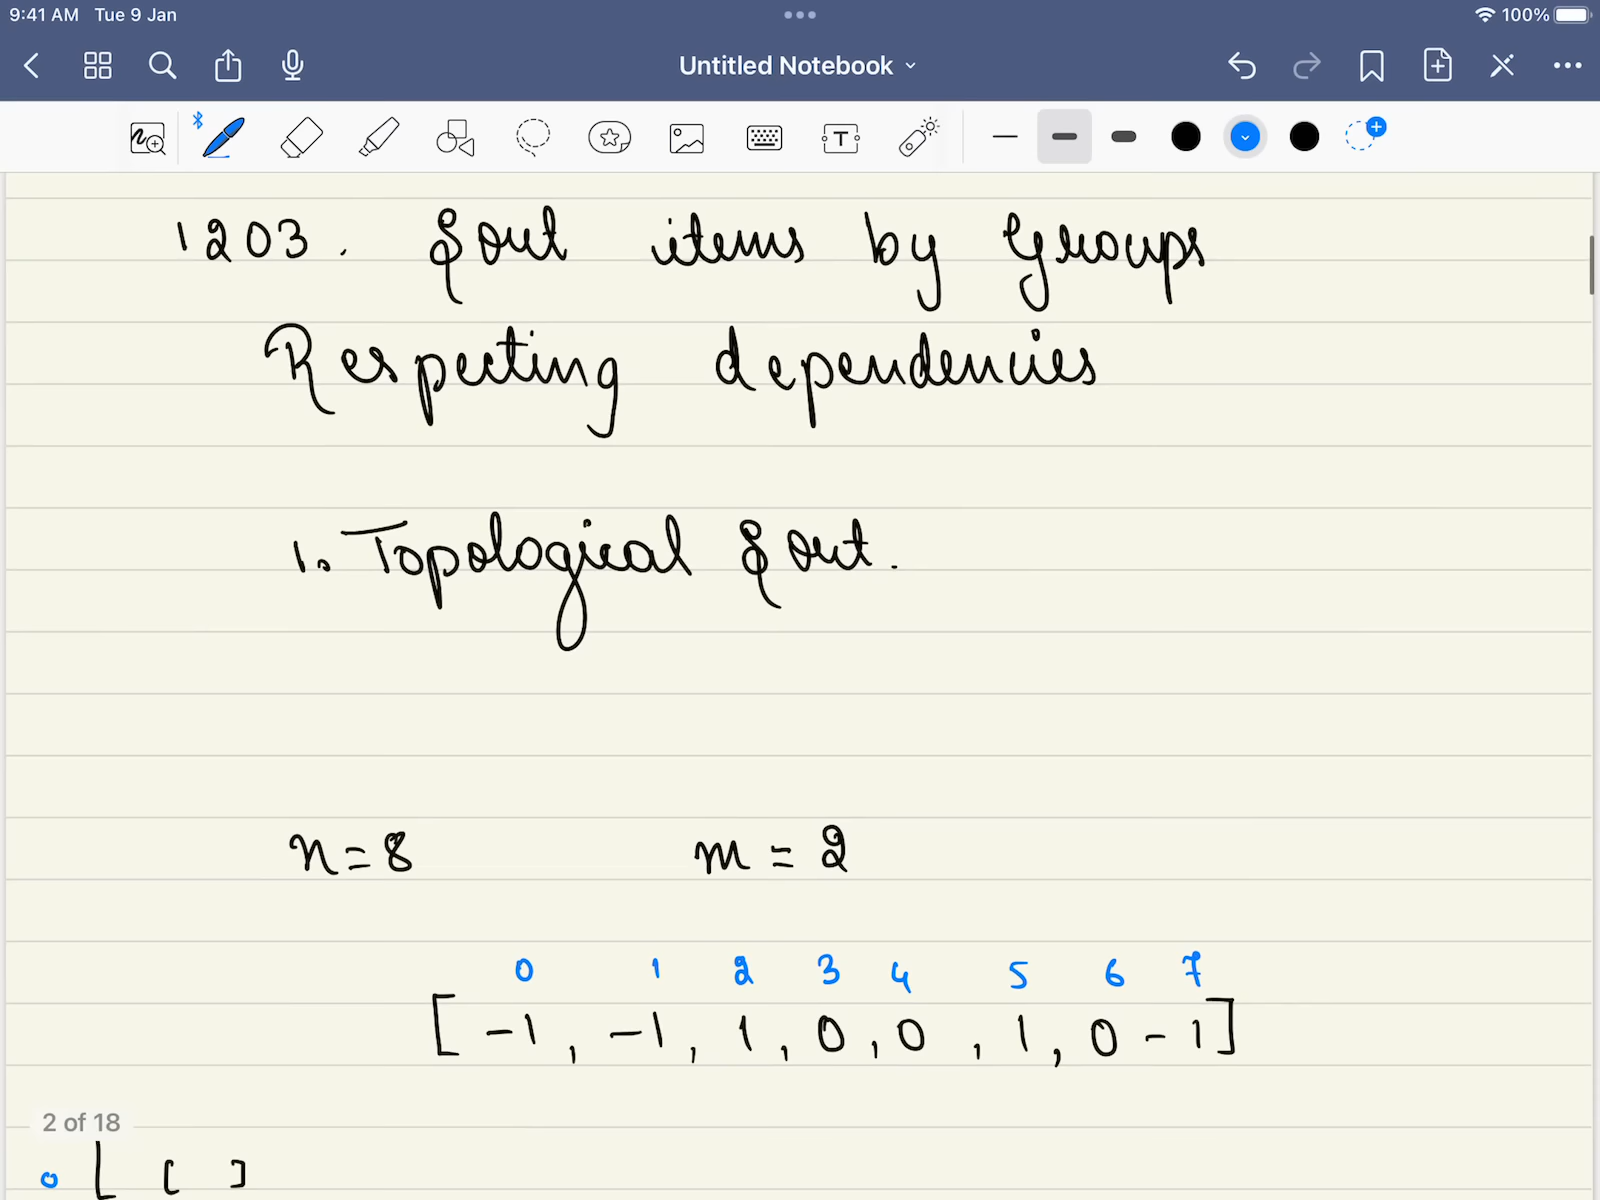 9:41 AM Tue 9 Jan 100%
Untitled Notebook
T
1203. Sort items by Groups
Respecting dependencies
1. Topological Sort.
n=8 m = 2
0 1 2 3 4 5 6 7
[ -1, -1, 1, 0, 0, 1, 0 -1]
2 of 18
0 [ [ ]